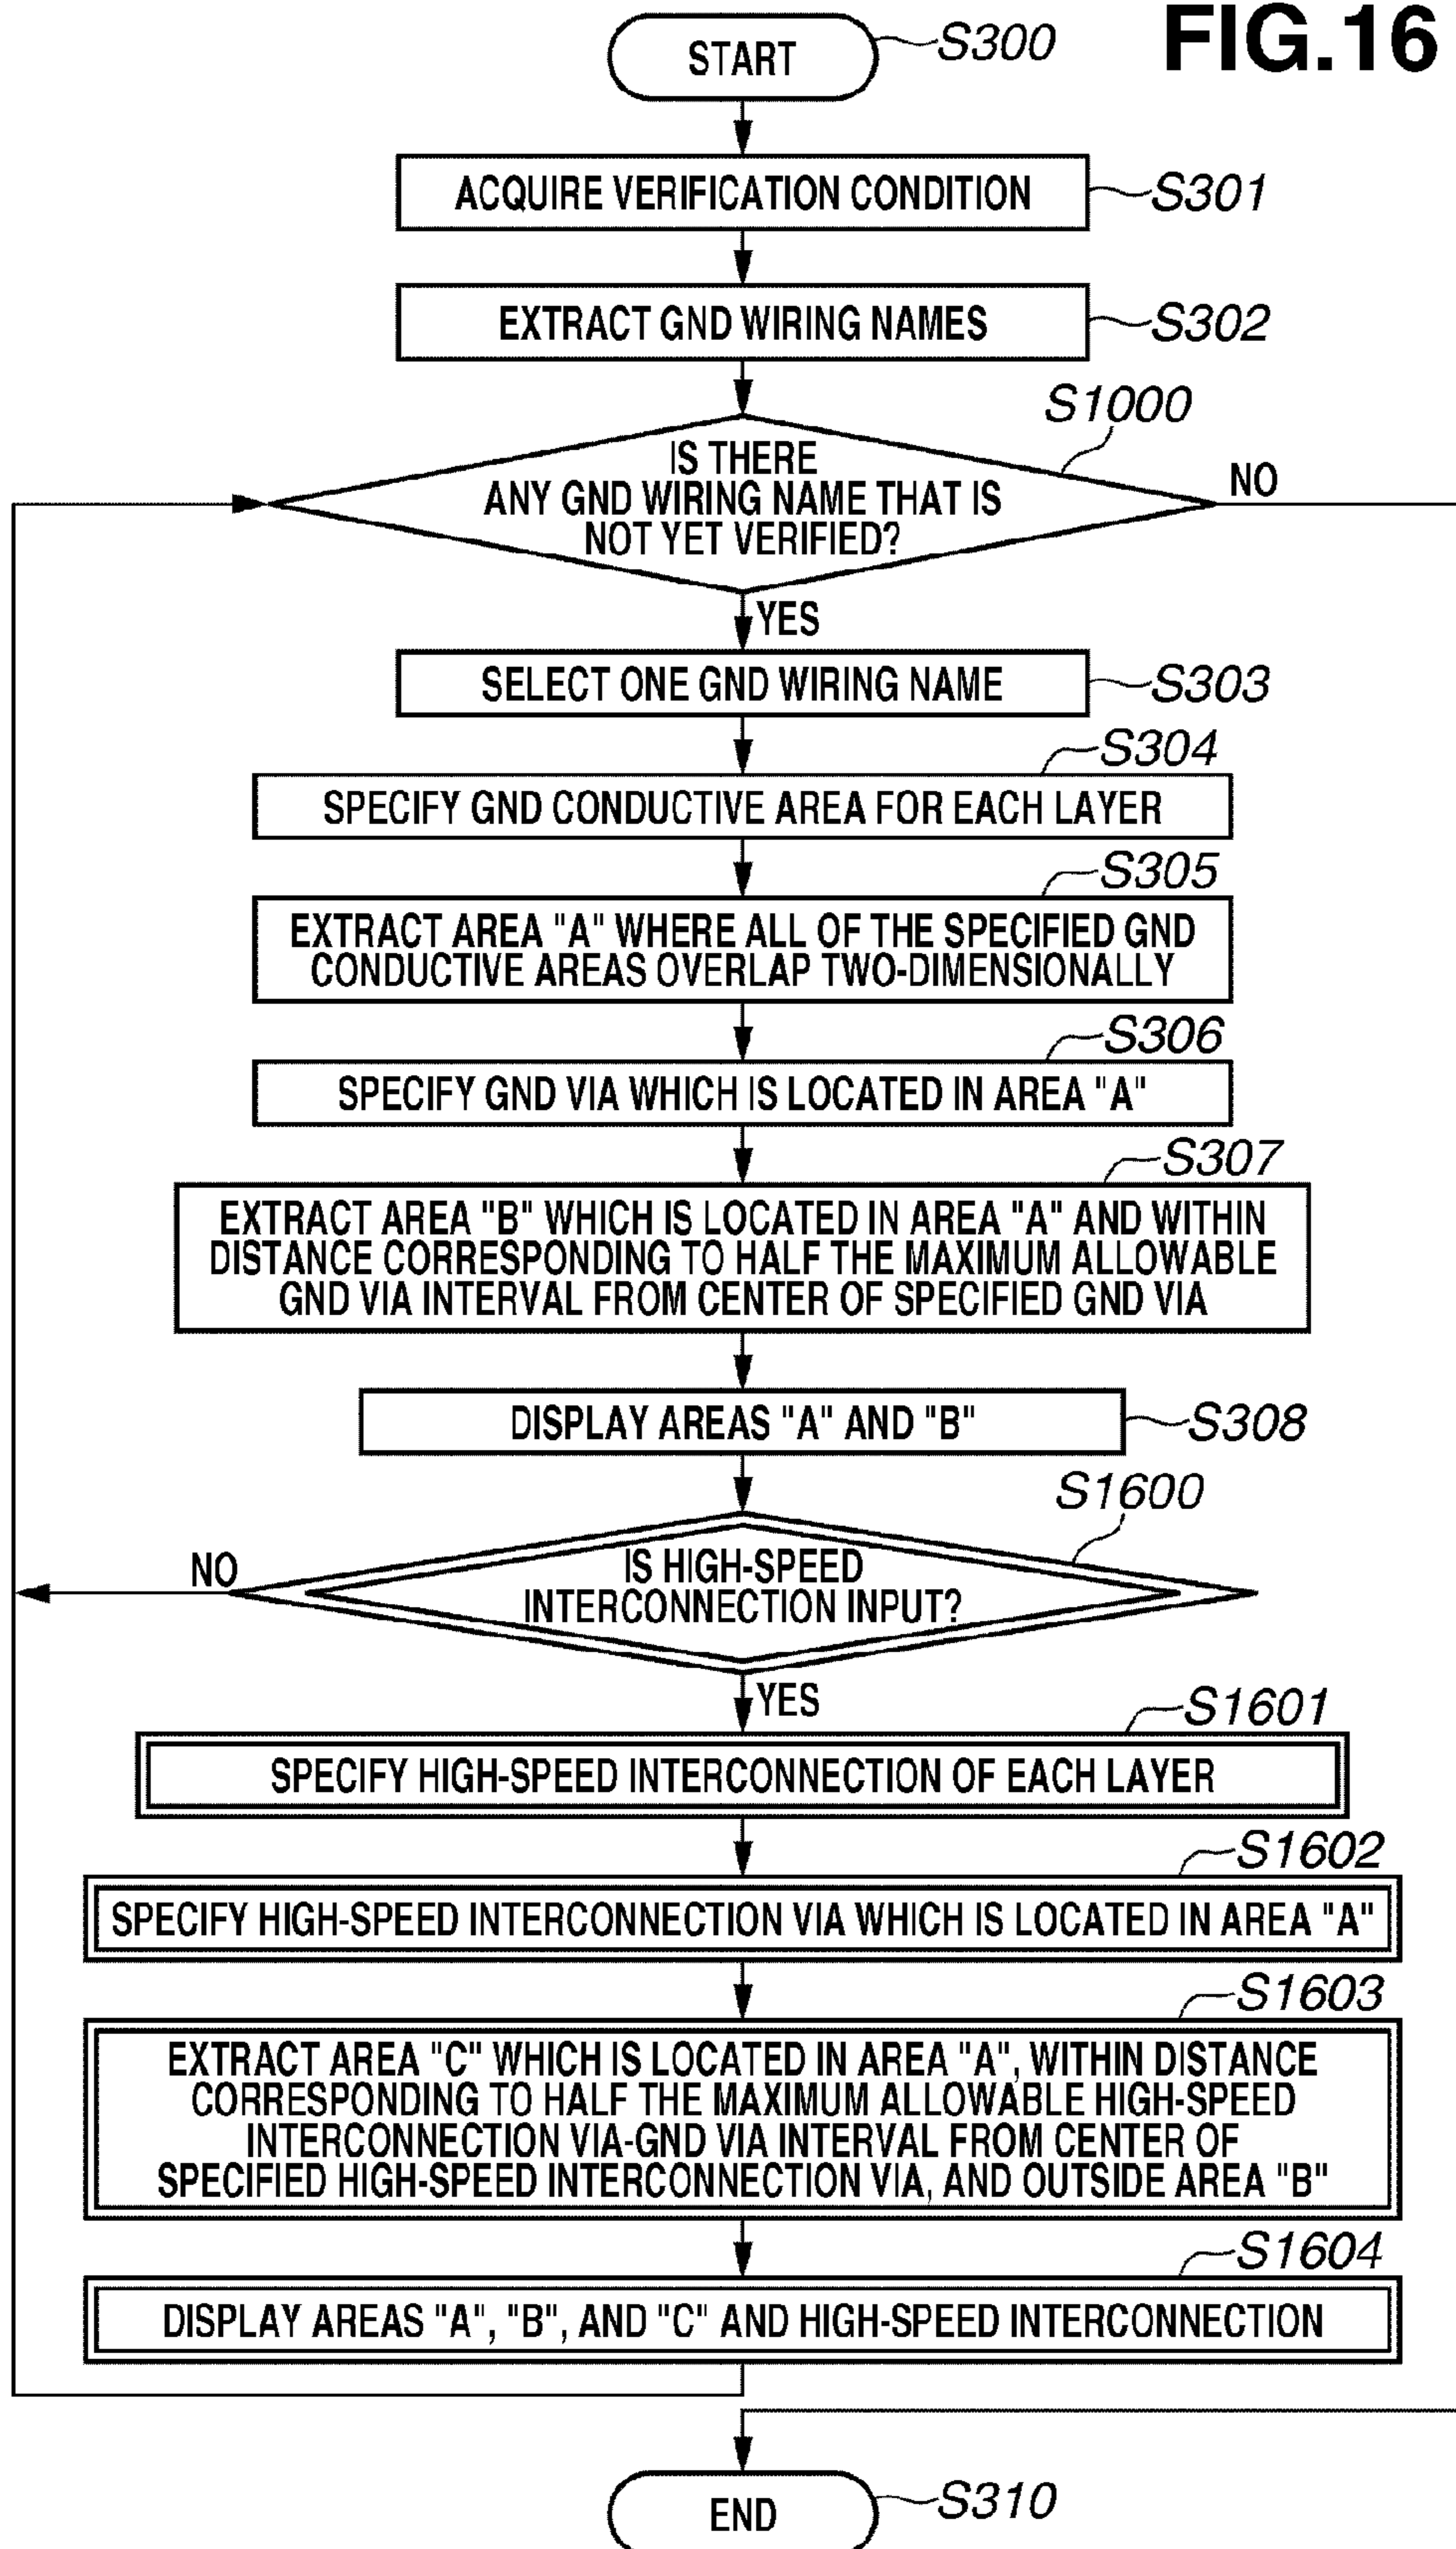 FIG.16
START
S300
ACQUIRE VERIFICATION CONDITION
S301
EXTRACT GND WIRING NAMES
S302
S1000
IS THERE
ANY GND WIRING NAME THAT IS
NOT YET VERIFIED?
NO
YES
SELECT ONE GND WIRING NAME
S303
S304
SPECIFY GND CONDUCTIVE AREA FOR EACH LAYER
S305
EXTRACT AREA "A" WHERE ALL OF THE SPECIFIED GND
CONDUCTIVE AREAS OVERLAP TWO-DIMENSIONALLY
S306
SPECIFY GND VIA WHICH IS LOCATED IN AREA "A"
S307
EXTRACT AREA "B" WHICH IS LOCATED IN AREA "A" AND WITHIN
DISTANCE CORRESPONDING TO HALF THE MAXIMUM ALLOWABLE
GND VIA INTERVAL FROM CENTER OF SPECIFIED GND VIA
DISPLAY AREAS "A" AND "B"
S308
S1600
IS HIGH-SPEED
INTERCONNECTION INPUT?
NO
YES
S1601
SPECIFY HIGH-SPEED INTERCONNECTION OF EACH LAYER
S1602
SPECIFY HIGH-SPEED INTERCONNECTION VIA WHICH IS LOCATED IN AREA "A"
S1603
EXTRACT AREA "C" WHICH IS LOCATED IN AREA "A", WITHIN DISTANCE
CORRESPONDING TO HALF THE MAXIMUM ALLOWABLE HIGH-SPEED
INTERCONNECTION VIA-GND VIA INTERVAL FROM CENTER OF
SPECIFIED HIGH-SPEED INTERCONNECTION VIA, AND OUTSIDE AREA "B"
S1604
DISPLAY AREAS "A", "B", AND "C" AND HIGH-SPEED INTERCONNECTION
END
S310